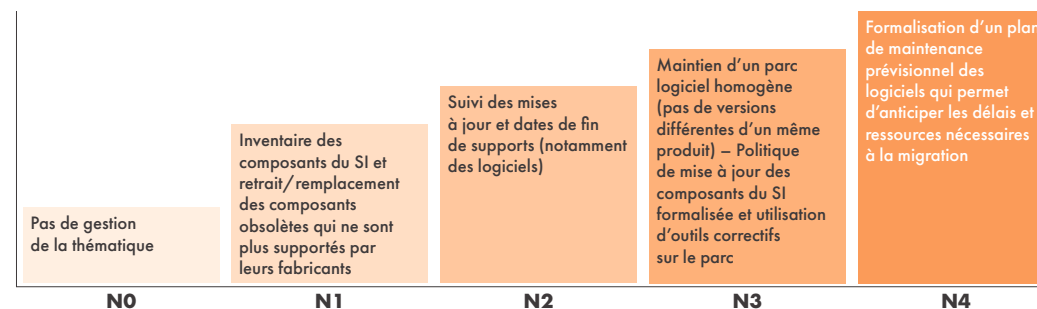 Pas de gestion
de la thématique
Inventaire des
composants du SI et
retrait/remplacement
des composants
obsolètes qui ne sont
plus supportés par
leurs fabricants
Suivi des mises
à jour et dates de fin
de supports (notamment
des logiciels)
Maintien d'un parc
logiciel homogène
(pas de versions
différentes d'un même
produit) – Politique
de mise à jour des
composants du SI
formalisée et utilisation
d'outils correctifs
sur le parc
Formalisation d'un plan
de maintenance
prévisionnel des
logiciels qui permet
d'anticiper les délais et
ressources nécessaires
à la migration
N0
N1
N2
N3
N4